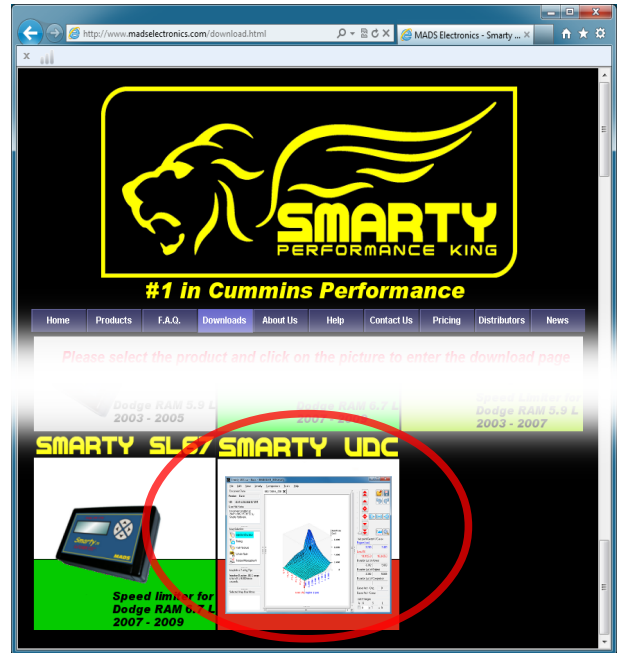 http://www.madselectronics.com/download.html
MADS Electronics - Smarty ...
SMARTY
PERFORMANCE KING
#1 in Cummins Performance
Home Products F.A.Q. Downloads About Us Help Contact Us Pricing Distributors News
Please select the product and click on the picture to enter the download page
Dodge RAM 5.9 L
2003 - 2005
Dodge RAM 6.7 L
Speed Limiter for
Dodge RAM 5.9 L
2003 - 2007
SMARTY SL67
SMARTY UDC
Smarty
MADS
Speed limiter for
Dodge RAM 6.7 L
2007 - 2009